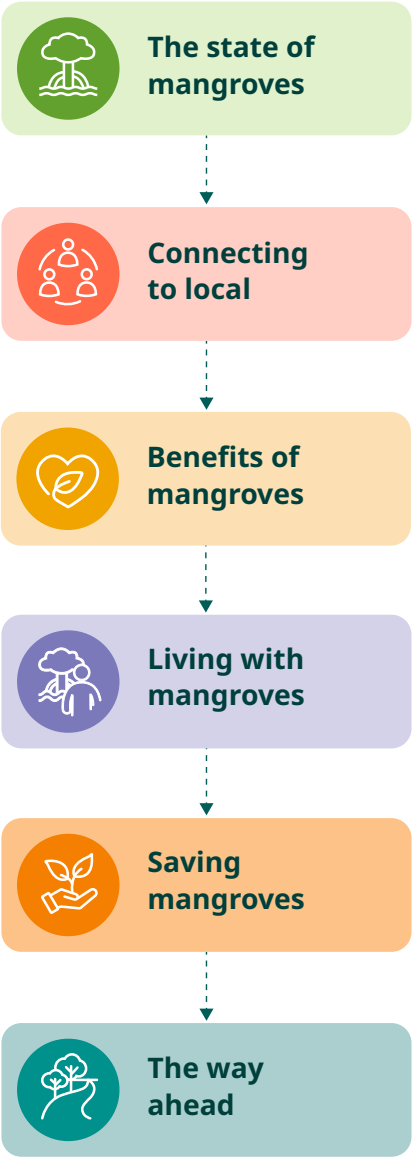 The state of
mangroves
Connecting
to local
Benefits of
mangroves
Living with
mangroves
Saving
mangroves
The way
ahead